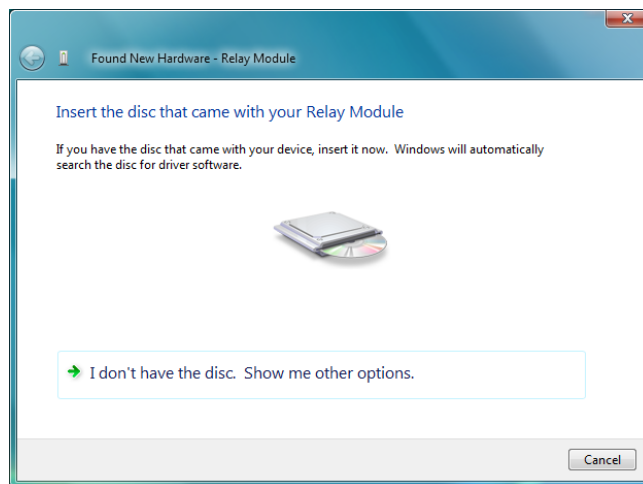 Found New Hardware - Relay Module
Insert the disc that came with your Relay Module
If you have the disc that came with your device, insert it now.  Windows will automatically
search the disc for driver software.
I don't have the disc.  Show me other options.
Cancel